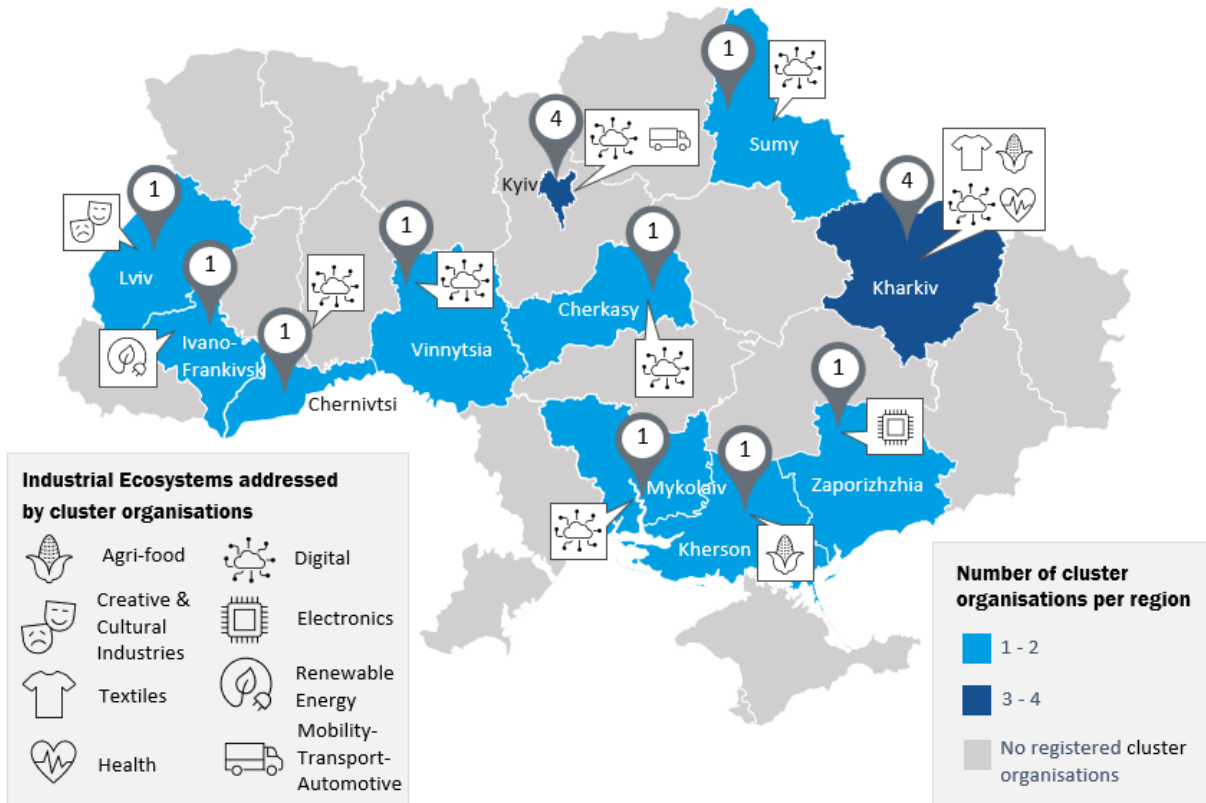 1
Sumy
4
Kyiv
4
Kharkiv
1
Lviv
1
Ivano-
Frankivsk
1
Chernivtsi
1
Vinnytsia
1
Cherkasy
1
Mykolaiv
1
Kherson
1
Zaporizhzhia
Industrial Ecosystems addressed
by cluster organisations
Agri-food
Digital
Creative &
Cultural
Industries
Electronics
Textiles
Renewable
Energy
Health
Mobility-
Transport-
Automotive
Number of cluster
organisations per region
1 - 2
3 - 4
No registered cluster
organisations